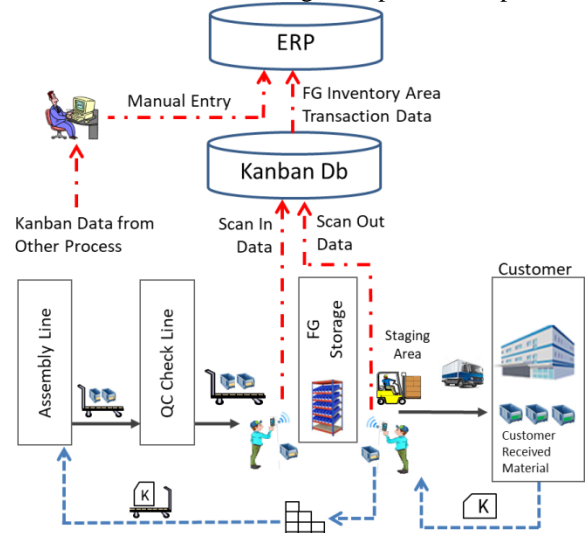 ERP
Manual Entry
FG Inventory Area
Transaction Data
Kanban Db
Kanban Data from
Other Process
Scan In
Data
Scan Out
Data
Customer
Assembly Line
QC Check Line
FG
Storage
Staging
Area
Customer
Received
Material
K
K